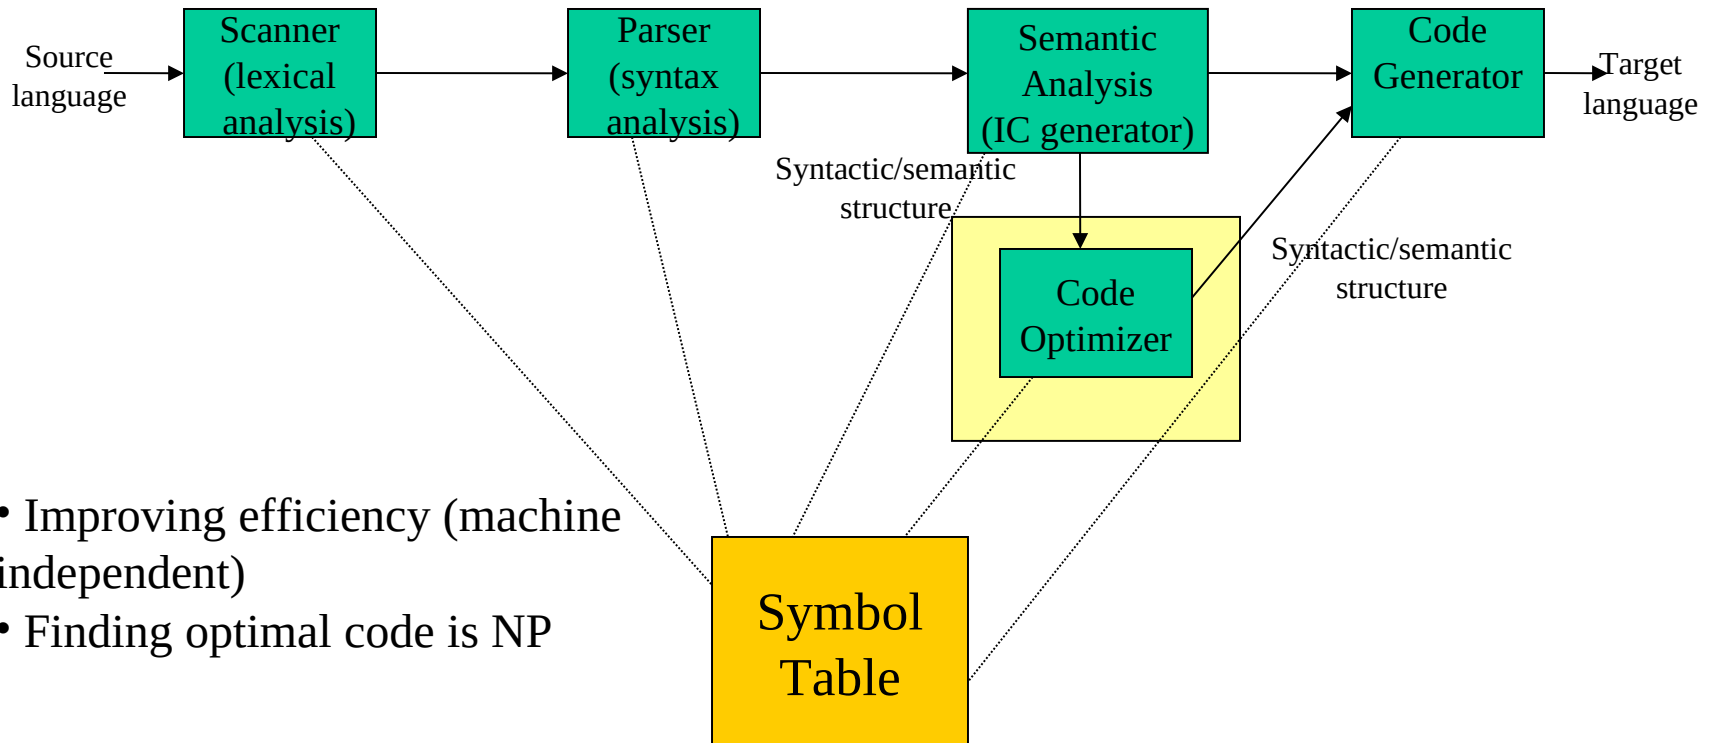 Source
language
Scanner
(lexical
analysis)
Parser
(syntax
analysis)
Semantic
Analysis
(IC generator)
Code
Generator
Target
language
Syntactic/semantic
structure
Code
Optimizer
Syntactic/semantic
structure
• Improving efficiency (machine
independent)
• Finding optimal code is NP
Symbol
Table